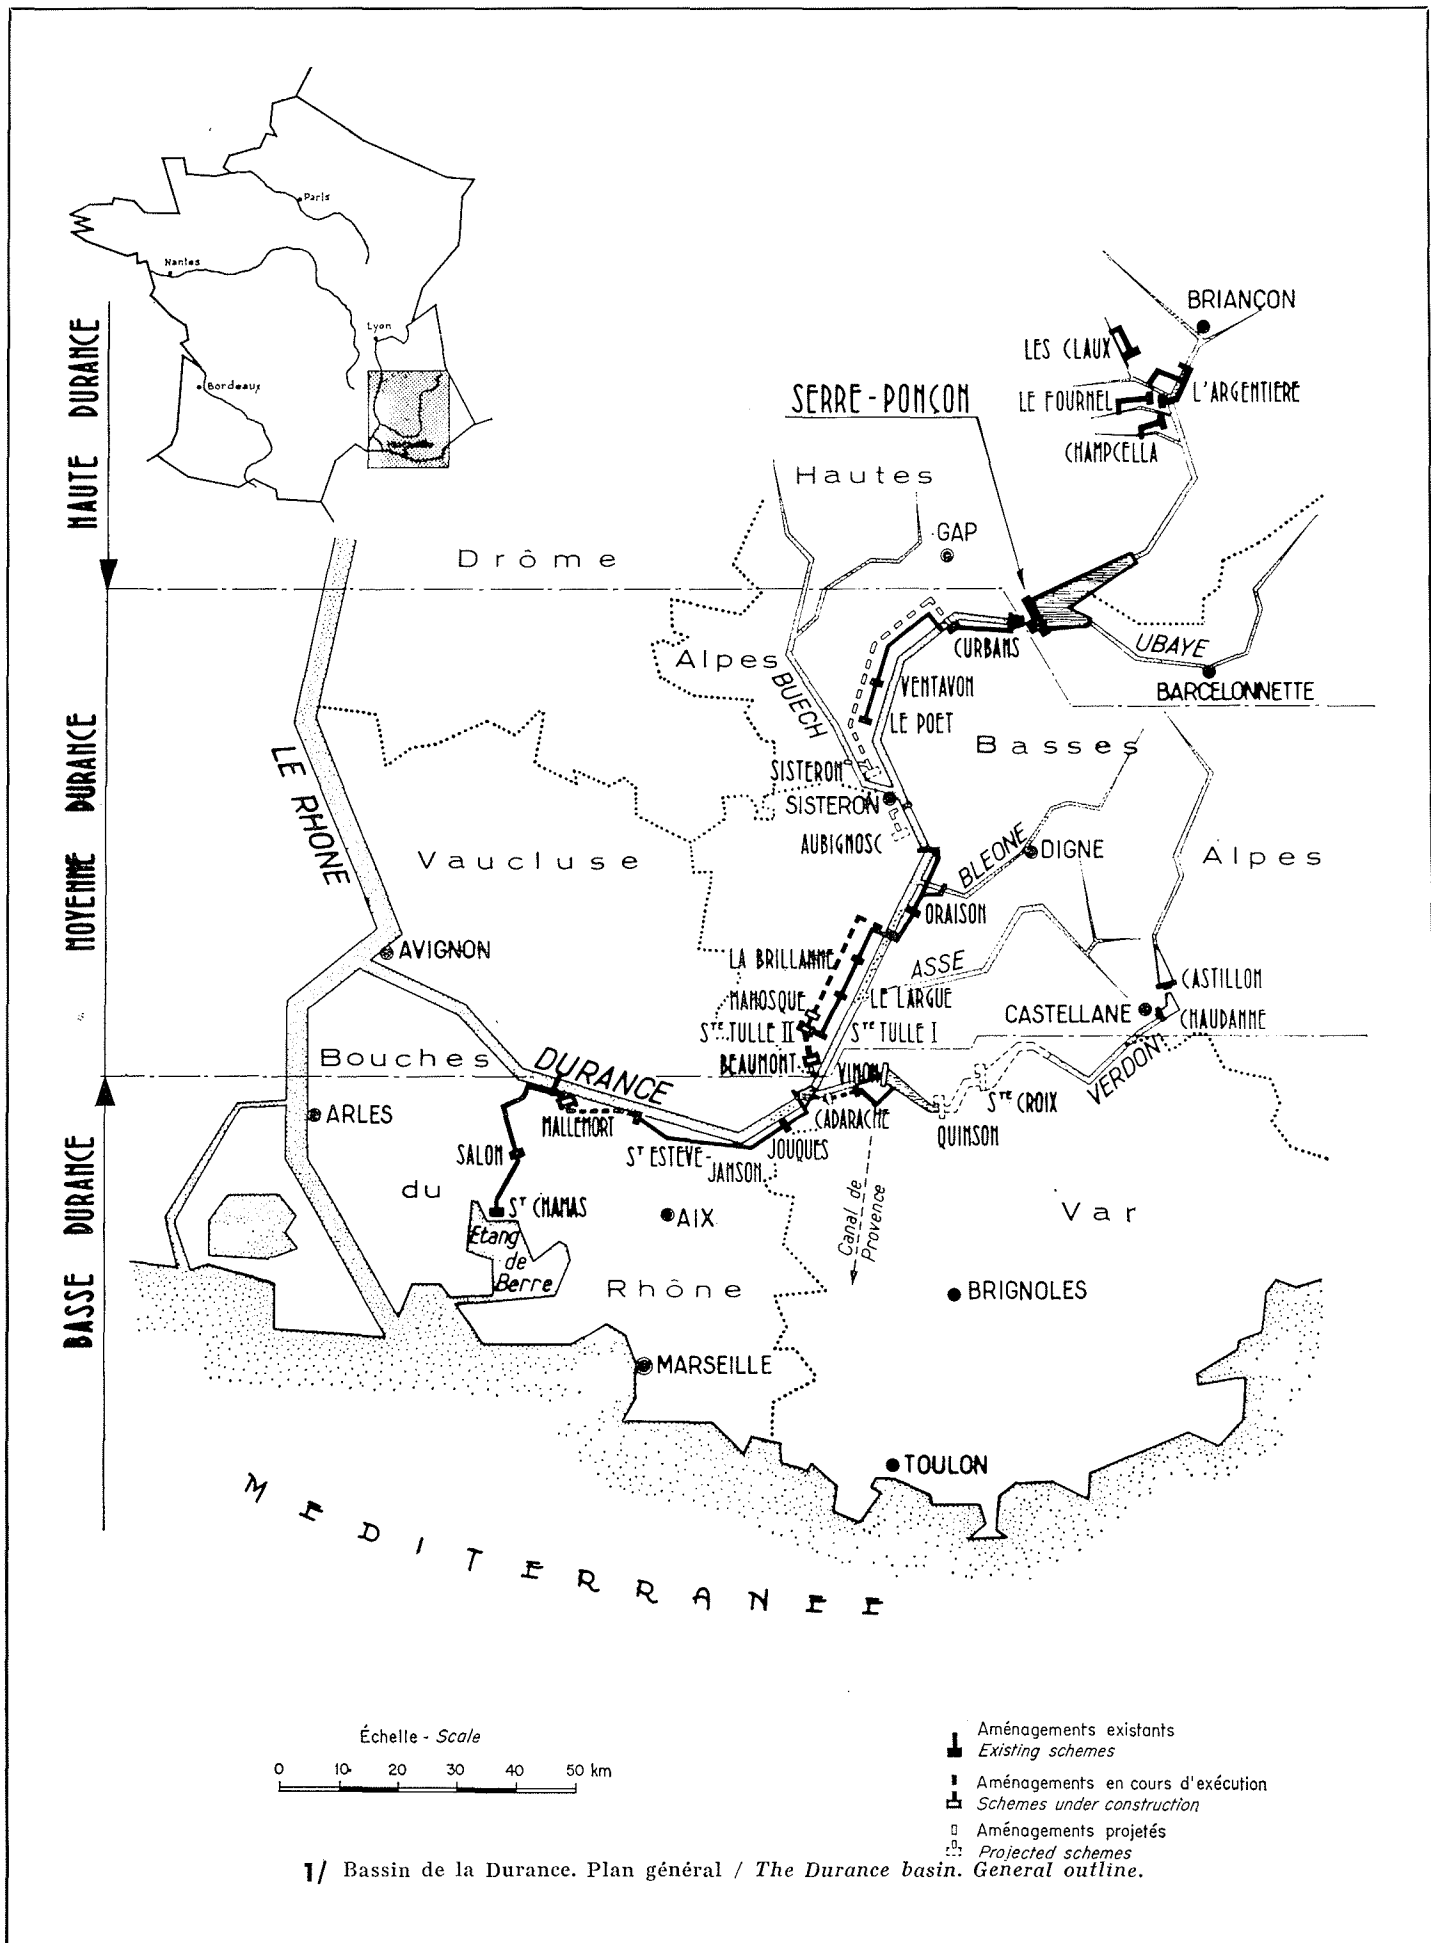 Paris
Nantes
Lyon
Bordeaux
Marseille
HAUTE DURANCE
MOYENNE DURANCE
BASSE DURANCE
BRIANÇON
LES CLAUX
LE FOURNEL
L'ARGENTIERE
CHAMPCELLA
SERRE-PONÇON
Hautes
GAP
Drôme
Alpes
CURBANS
UBAYE
BARCELONNETTE
BUECH
VENTAVON
LE POET
Basses
LE RHONE
SISTERON
SISTERON
AUBIGNOSC
Vaucluse
BLEONE
DIGNE
Alpes
ORAISON
AVIGNON
LA BRILLANNE
ASSE
MANOSQUE
LE LARGUE
CASTILLON
CASTELLANE
CHAUDANNE
STE TULLE II
STE TULLE I
Bouches
DURANCE
BEAUMONT
VINON
VERDON
ARLES
MALLEMORT
CADARACHE
STE CROIX
QUINSON
SALON
ST ESTEVE-
JANSON
JOUQUES
du
ST CHAMAS
AIX
Canal de
Provence
Var
Etang
de
Berre
Rhône
BRIGNOLES
MARSEILLE
TOULON
MEDITERRANEE
Échelle - Scale
0 10 20 30 40 50 km
Aménagements existants
Existing schemes
Aménagements en cours d'exécution
Schemes under construction
Aménagements projetés
Projected schemes
1/ Bassin de la Durance. Plan général / The Durance basin. General outline.